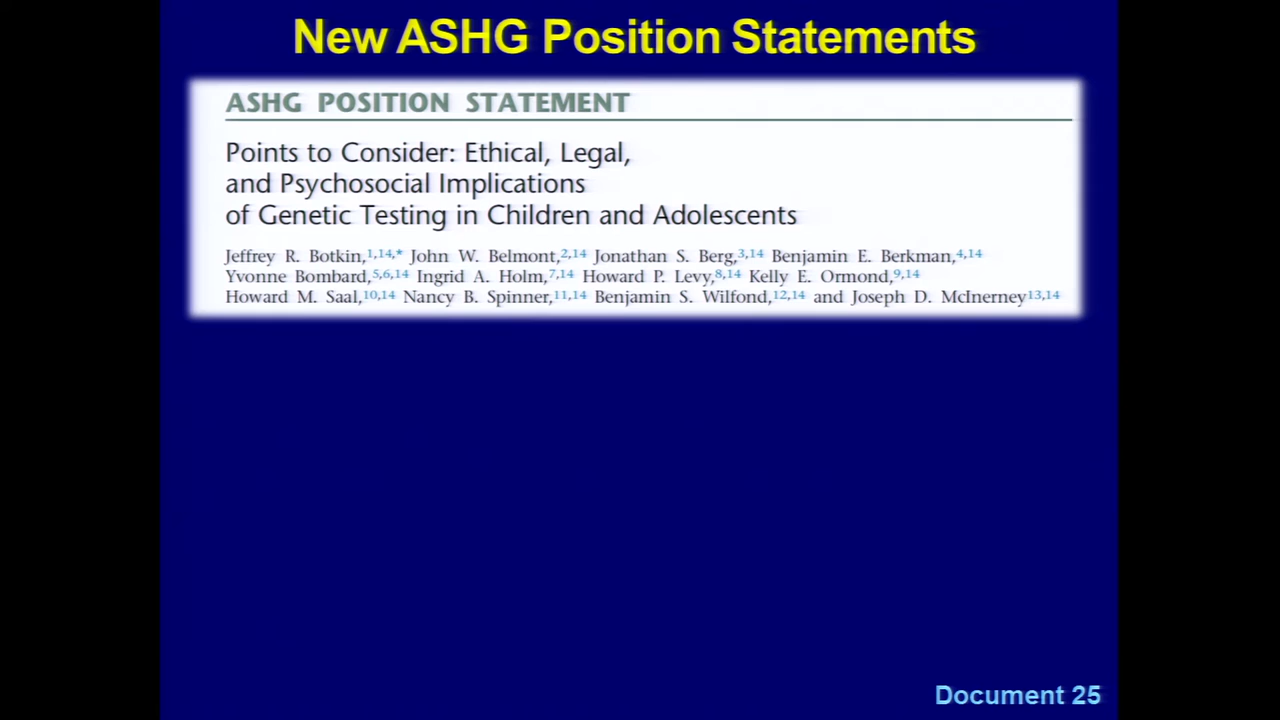 New ASHG Position Statements
ASHG POSITION STATEMENT
Points to Consider: Ethical, Legal,
and Psychosocial Implications
of Genetic Testing in Children and Adolescents
Jeffrey R. Botkin,1,14,* John W. Belmont,2,14 Jonathan S. Berg,3,14 Benjamin E. Berkman,4,14
Yvonne Bombard,5,6,14 Ingrid A. Holm,7,14 Howard P. Levy,8,14 Kelly E. Ormond,9,14
Howard M. Saal,10,14 Nancy B. Spinner,11,14 Benjamin S. Wilfond,12,14 and Joseph D. McInerney13,14
Document 25